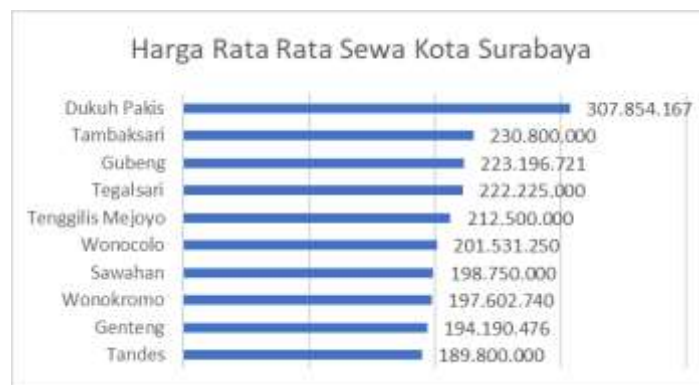 Harga Rata Rata Sewa Kota Surabaya
Dukuh Pakis 307.854.167
Tambaksari 230.800.000
Gubeng 223.196.721
Tegalsari 222.225.000
Tenggilis Mejoyo 212.500.000
Wonocolo 201.531.250
Sawahan 198.750.000
Wonokromo 197.602.740
Genteng 194.190.476
Tandes 189.800.000